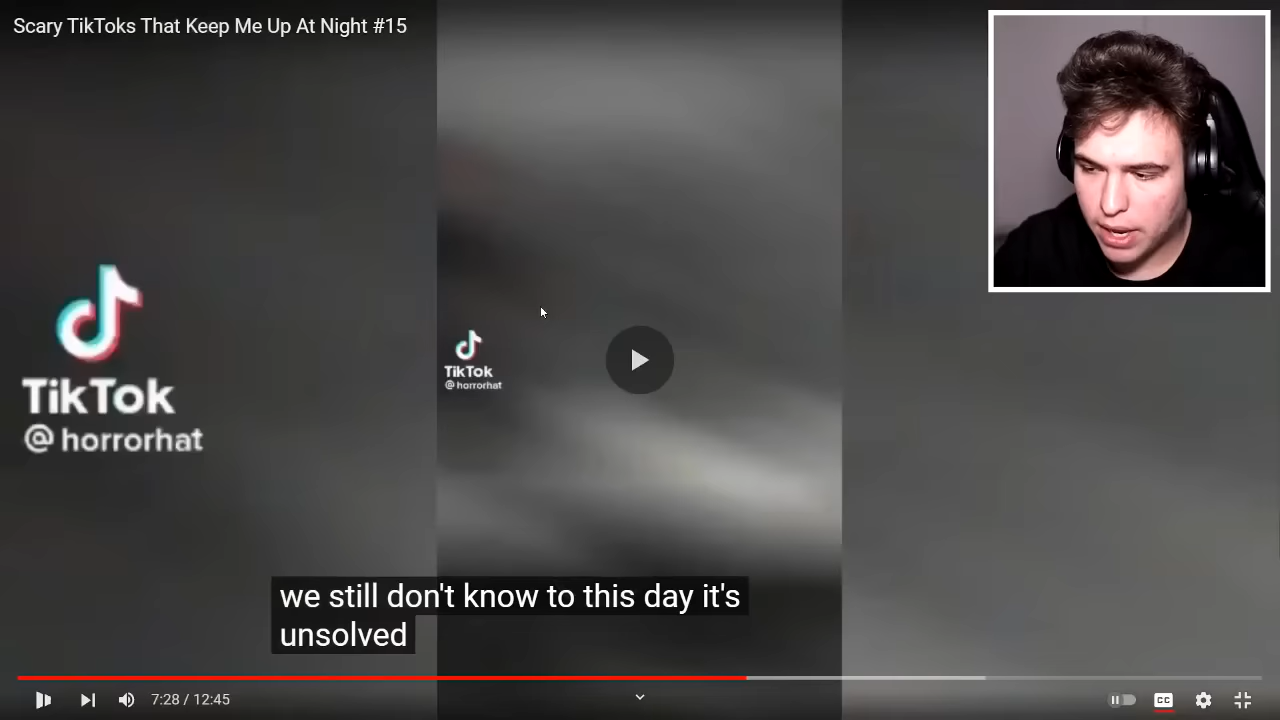 Scary TikToks That Keep Me Up At Night #15
TikTok
@horrorhat
TikTok
@horrorhat
we still don't know to this day it's
unsolved
7:28 / 12:45
CC